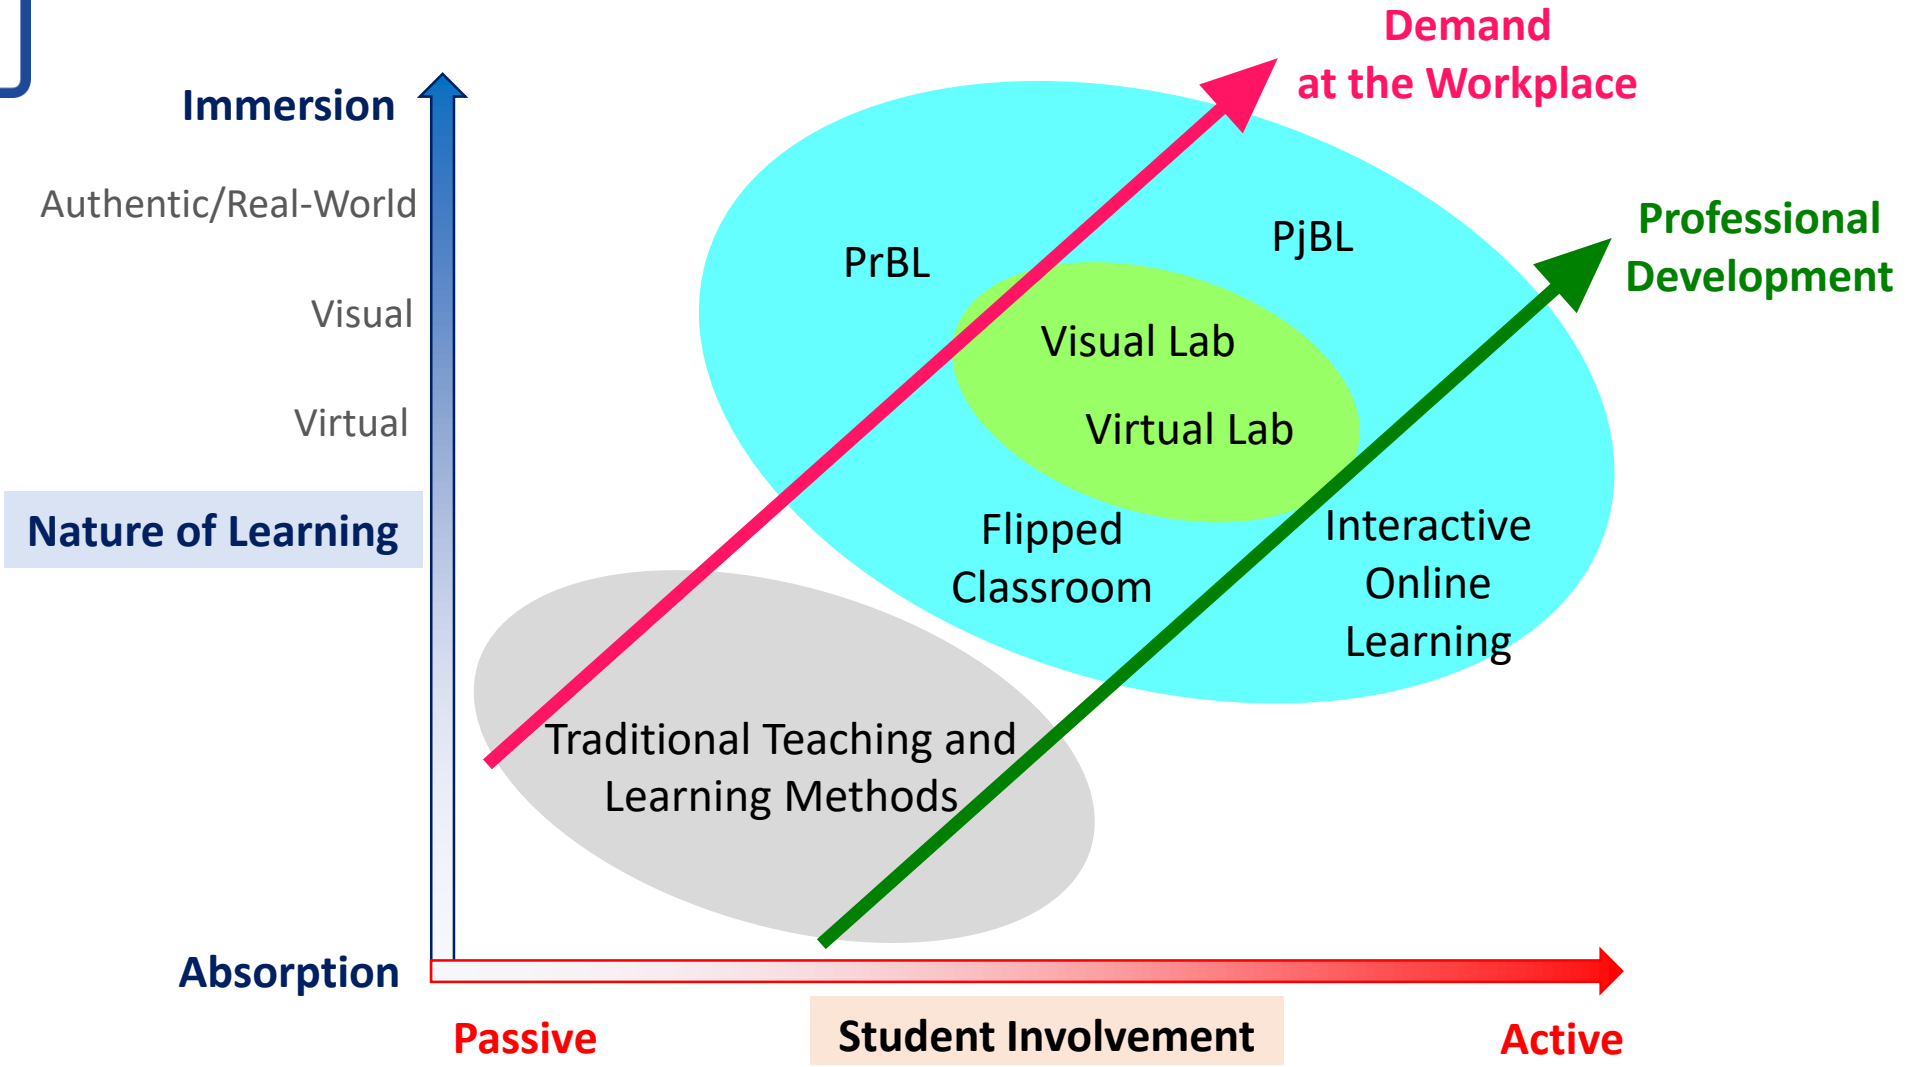 Demand
at the Workplace
Immersion
Authentic/Real-World
Professional
Development
PrBL
PjBL
Visual
Visual Lab
Virtual
Virtual Lab
Nature of Learning
Flipped
Classroom
Interactive
Online
Learning
Traditional Teaching and
Learning Methods
Absorption
Passive
Student Involvement
Active